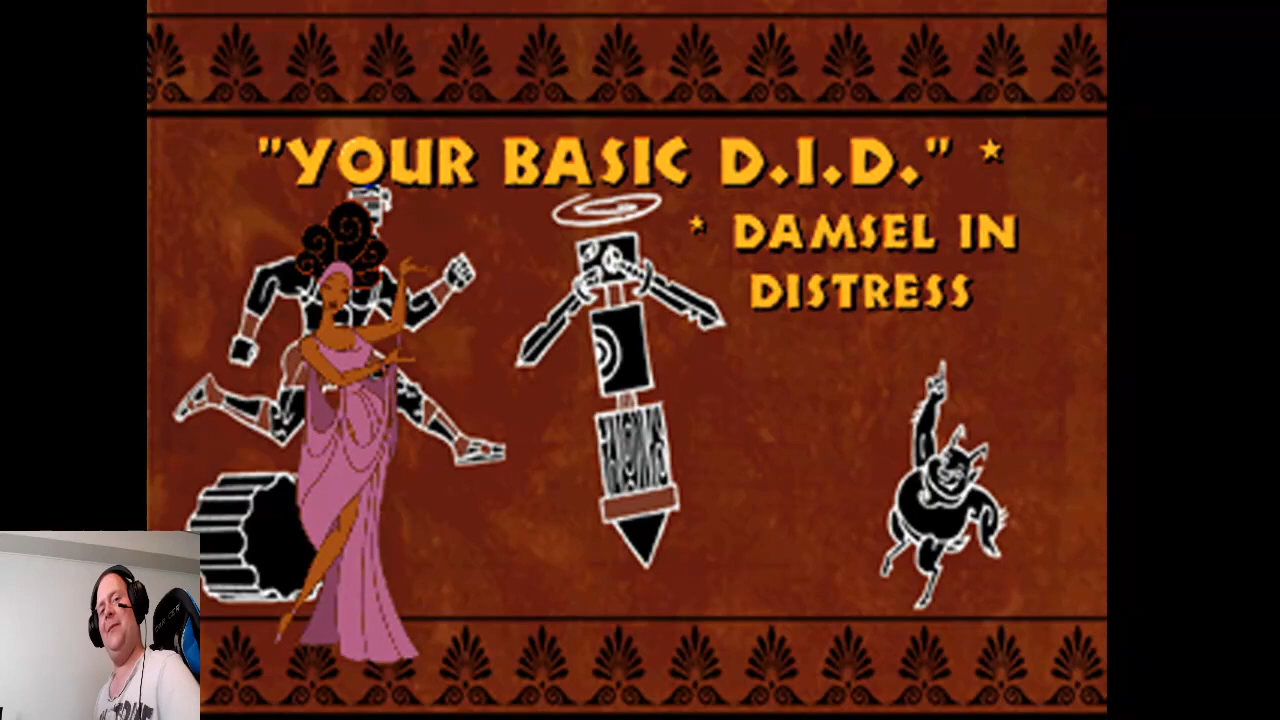 "YOUR BASIC D.I.D." *
* DAMSEL IN
DISTRESS